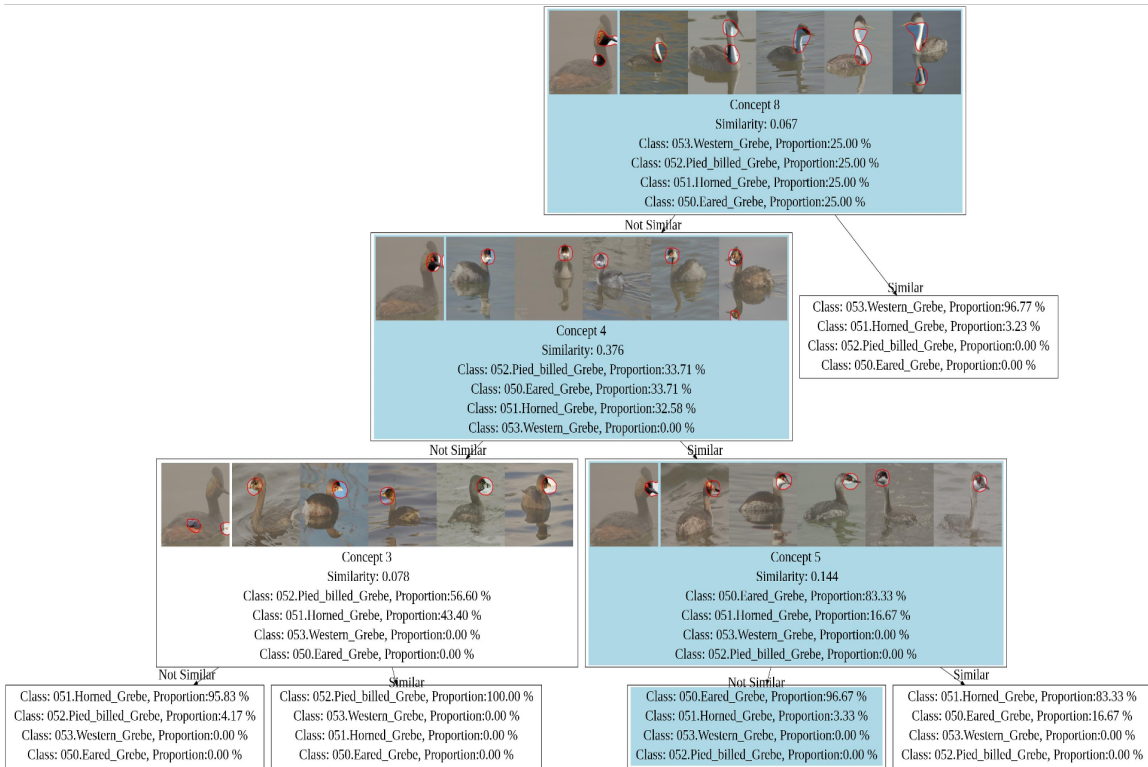 Concept 8
Similarity: 0.067
Class: 053.Western_Grebe, Proportion:25.00 %
Class: 052.Pied_billed_Grebe, Proportion:25.00 %
Class: 051.Horned_Grebe, Proportion:25.00 %
Class: 050.Eared_Grebe, Proportion:25.00 %
Not Similar
Similar
Concept 4
Similarity: 0.376
Class: 052.Pied_billed_Grebe, Proportion:33.71 %
Class: 050.Eared_Grebe, Proportion:33.71 %
Class: 051.Horned_Grebe, Proportion:32.58 %
Class: 053.Western_Grebe, Proportion:0.00 %
Class: 053.Western_Grebe, Proportion:96.77 %
Class: 051.Horned_Grebe, Proportion:3.23 %
Class: 052.Pied_billed_Grebe, Proportion:0.00 %
Class: 050.Eared_Grebe, Proportion:0.00 %
Not Similar
Similar
Concept 3
Similarity: 0.078
Class: 052.Pied_billed_Grebe, Proportion:56.60 %
Class: 051.Horned_Grebe, Proportion:43.40 %
Class: 053.Western_Grebe, Proportion:0.00 %
Class: 050.Eared_Grebe, Proportion:0.00 %
Concept 5
Similarity: 0.144
Class: 050.Eared_Grebe, Proportion:83.33 %
Class: 051.Horned_Grebe, Proportion:16.67 %
Class: 053.Western_Grebe, Proportion:0.00 %
Class: 052.Pied_billed_Grebe, Proportion:0.00 %
Not Similar
Similar
Not Similar
Similar
Class: 051.Horned_Grebe, Proportion:95.83 %
Class: 052.Pied_billed_Grebe, Proportion:4.17 %
Class: 053.Western_Grebe, Proportion:0.00 %
Class: 050.Eared_Grebe, Proportion:0.00 %
Class: 052.Pied_billed_Grebe, Proportion:100.00 %
Class: 053.Western_Grebe, Proportion:0.00 %
Class: 051.Horned_Grebe, Proportion:0.00 %
Class: 050.Eared_Grebe, Proportion:0.00 %
Class: 050.Eared_Grebe, Proportion:96.67 %
Class: 051.Horned_Grebe, Proportion:3.33 %
Class: 053.Western_Grebe, Proportion:0.00 %
Class: 052.Pied_billed_Grebe, Proportion:0.00 %
Class: 051.Horned_Grebe, Proportion:83.33 %
Class: 050.Eared_Grebe, Proportion:16.67 %
Class: 053.Western_Grebe, Proportion:0.00 %
Class: 052.Pied_billed_Grebe, Proportion:0.00 %